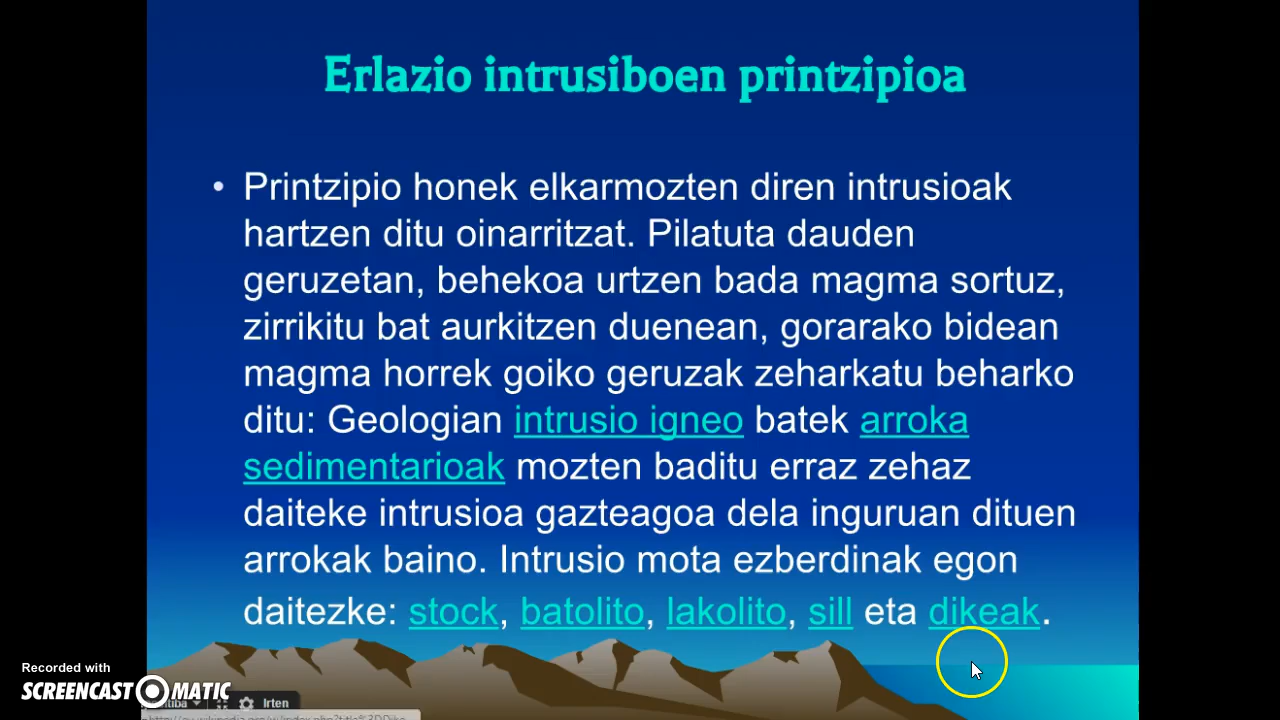 Erlazio intrusiboen printzipioa
• Printzipio honek elkarmozten diren intrusioak
hartzen ditu oinarritzat. Pilatuta dauden
geruzetan, behekoa urtzen bada magma sortuz,
zirrikitu bat aurkitzen duenean, gorarako bidean
magma horrek goiko geruzak zeharkatu beharko
ditu: Geologian intrusio igneo batek arroka
sedimentarioak mozten baditu erraz zehaz
daiteke intrusioa gazteagoa dela inguruan dituen
arrokak baino. Intrusio mota ezberdinak egon
daitezke: stock, batolito, lakolito, sill eta dikeak.
Recorded with
SCREENCAST MATIC
Irten